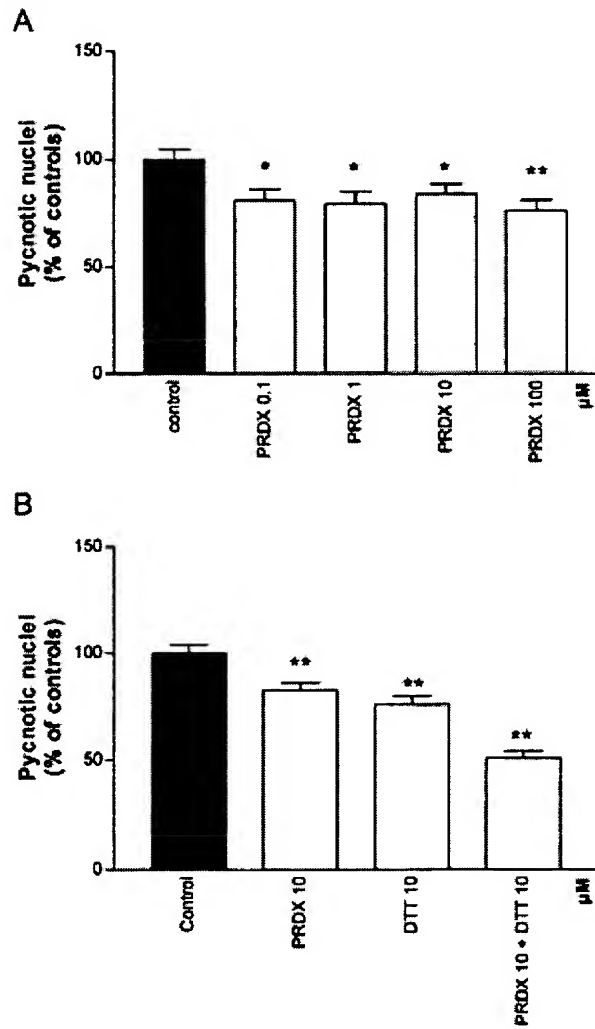 A
150
100
50
0
Pycnotic nuclei
(% of controls)
* * * **
control
PRDX 0.1
PRDX 1
PRDX 10
PRDX 100
µM
B
150
100
50
0
Pycnotic nuclei
(% of controls)
** ** **
Control
PRDX 10
DTT 10
PRDX 10 + DTT 10
µM